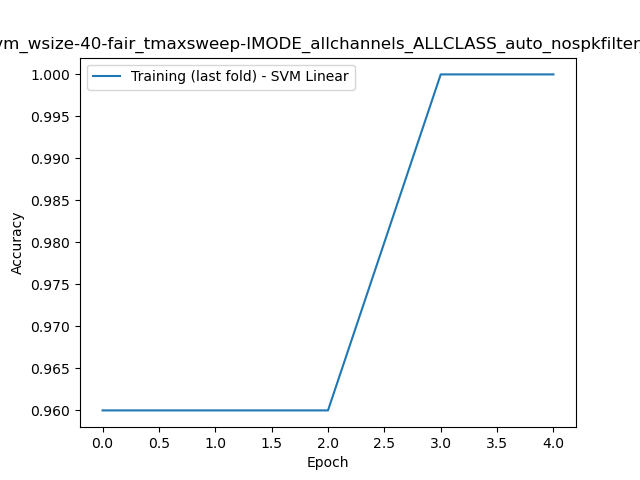 vm_wsize-40-fair_tmaxsweep-IMODE_allchannels_ALLCLASS_auto_nospkfilter_
Training (last fold) - SVM Linear
1.000
0.995
0.990
0.985
0.980
0.975
0.970
0.965
0.960
Accuracy
0.0 0.5 1.0 1.5 2.0 2.5 3.0 3.5 4.0
Epoch